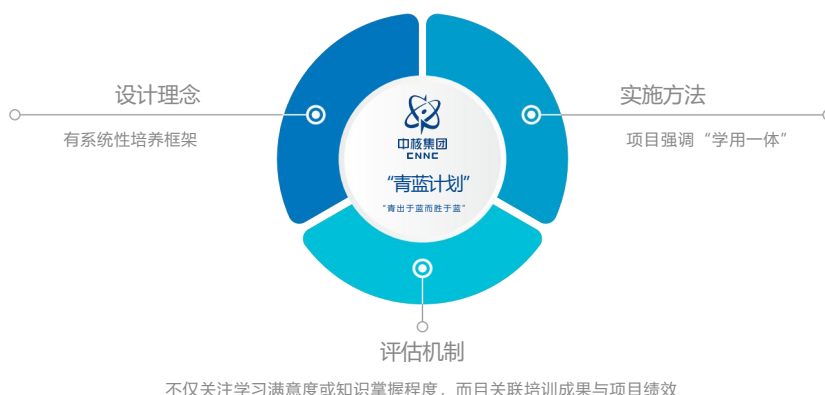 设计理念
有系统性培养框架
实施方法
项目强调“学用一体”
中核集团
CNNC
“青蓝计划”
“青出于蓝而胜于蓝”
评估机制
不仅关注学习满意度或知识掌握程度，而且关联培训成果与项目绩效